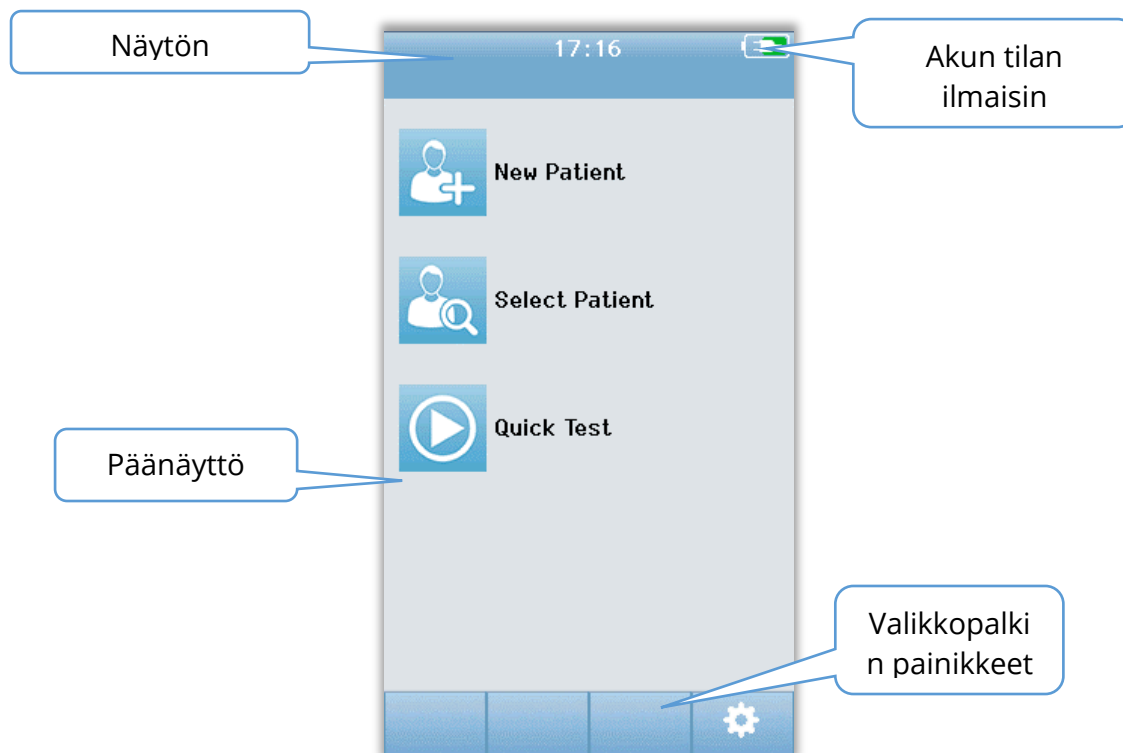 Näytön
17:16
Akun tilan
ilmaisin
New Patient
Select Patient
Quick Test
Päänäyttö
Valikkopalki
n painikkeet